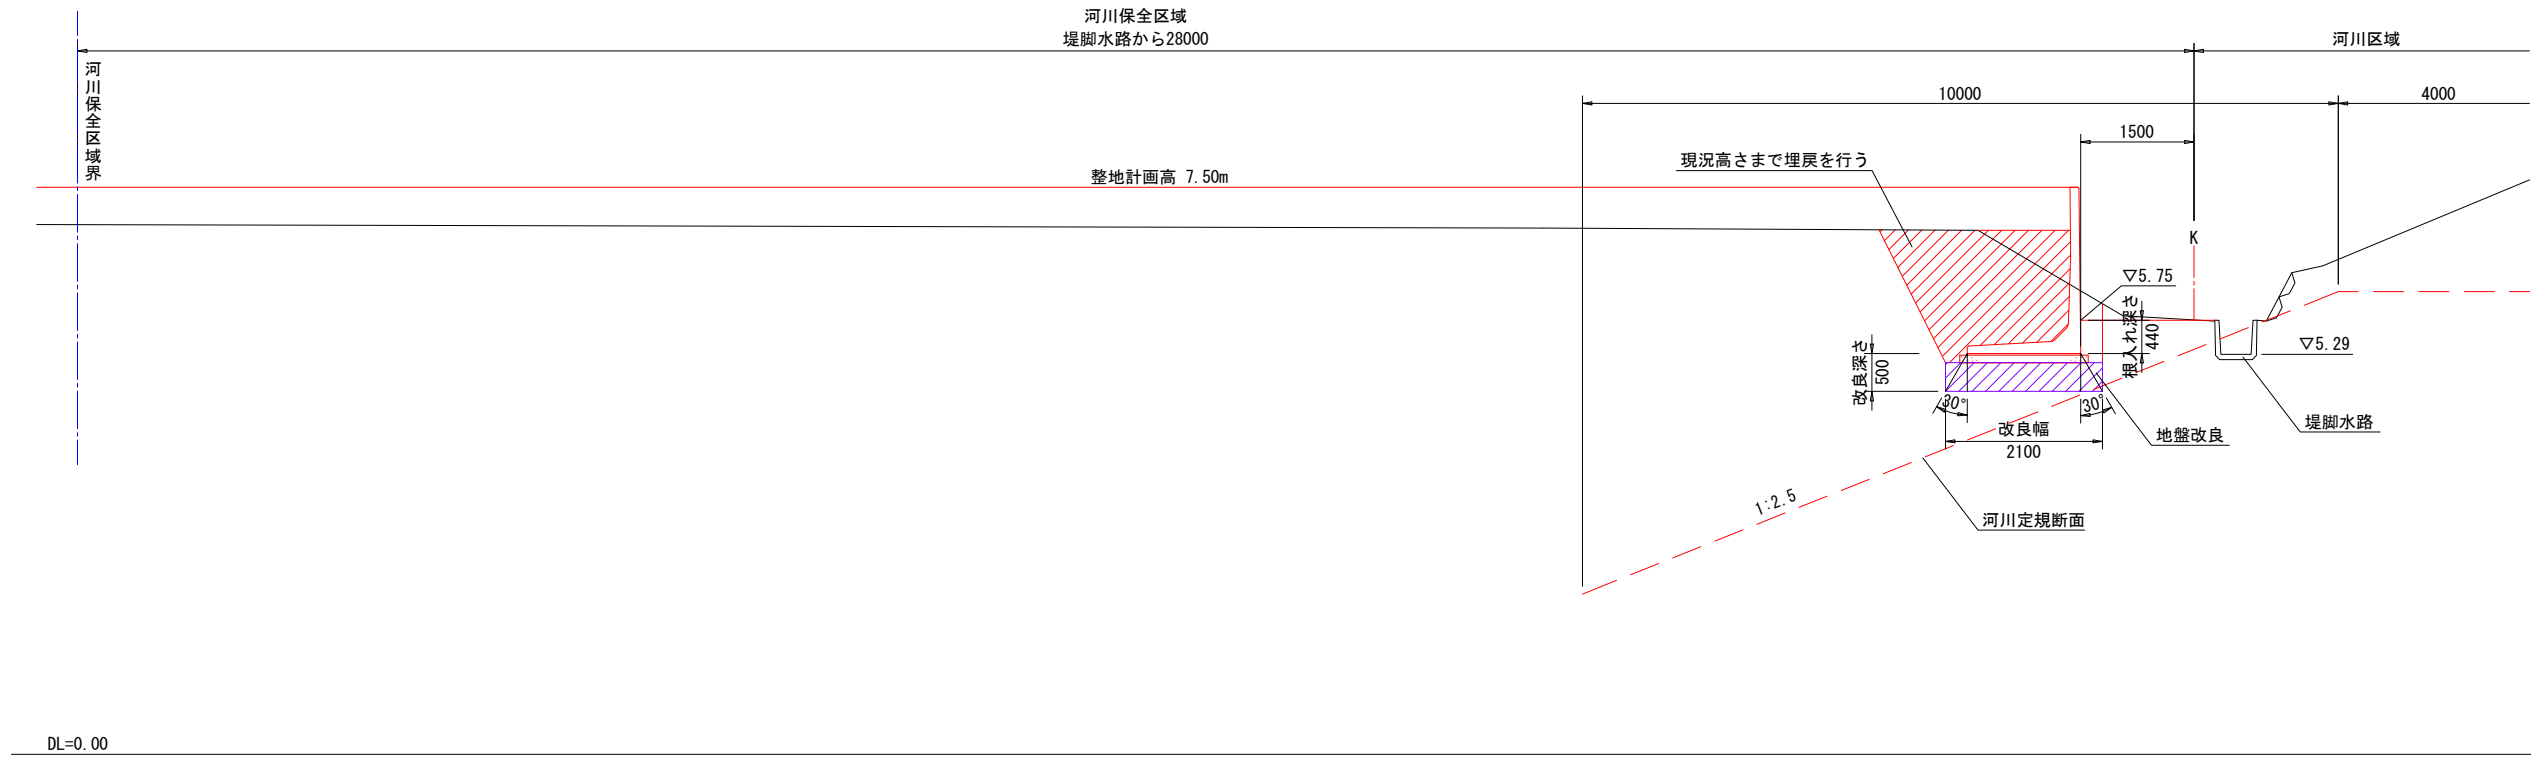 河川保全区域
堤脚水路から28000
河川区域
河川保全区域界
10000
4000
1500
現況高さまで埋戻を行う
整地計画高 7.50m
K
▽5.75
根入れ深さ
440
▽5.29
改良深さ
500
30°
30°
改良幅
2100
地盤改良
堤脚水路
1:2.5
河川定規断面
DL=0.00